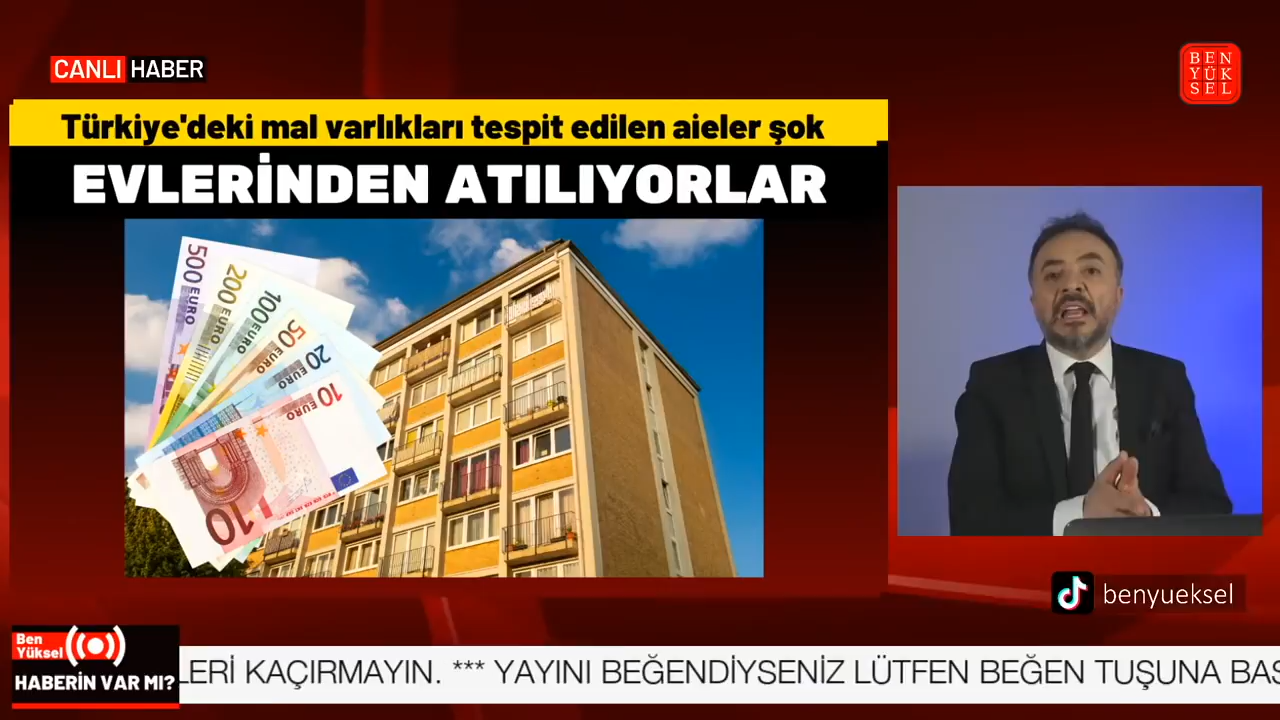 CANLI HABER
BEN
YÜK
SEL
Türkiye'deki mal varlıkları tespit edilen aieler şok
EVLERİNDEN ATILIYORLAR
500 EURO
200 EURO
100 EURO
50 EURO
20 EURO
10 EURO
10
benyueksel
Ben
Yüksel
HABERİN VAR MI?
LERİ KAÇIRMAYIN. *** YAYINI BEĞENDİYSENİZ LÜTFEN BEĞEN TUŞUNA BAS